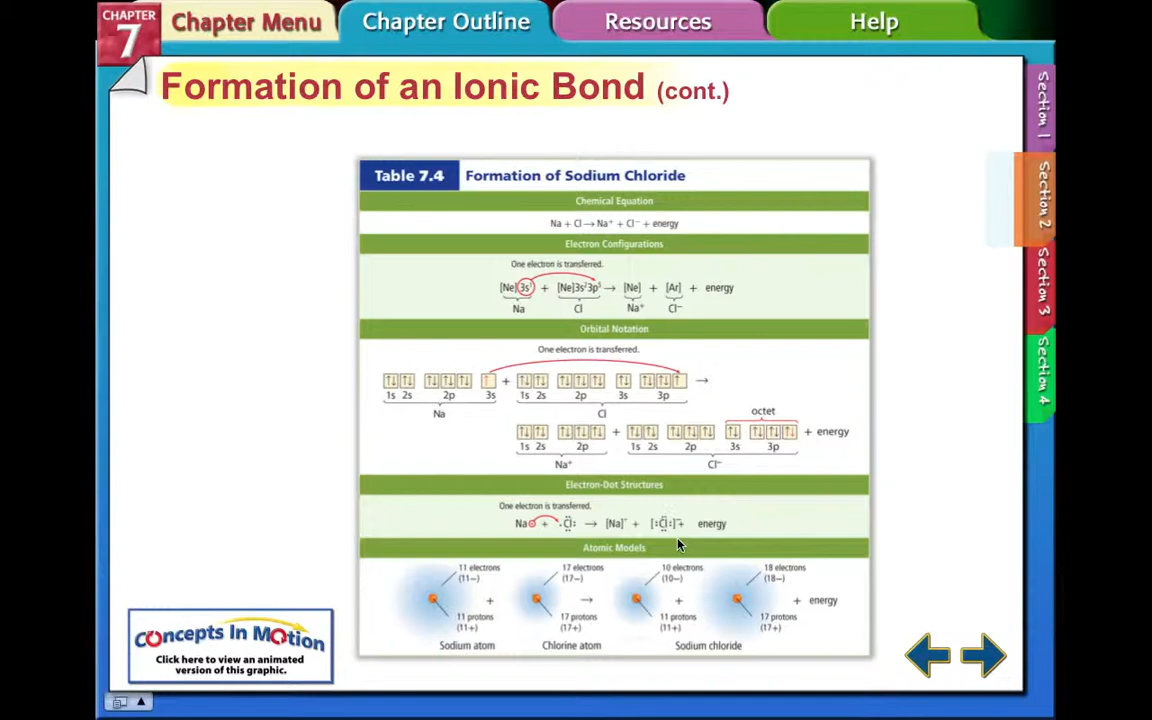 CHAPTER
7
Chapter Menu
Chapter Outline
Resources
Help
Formation of an Ionic Bond (cont.)
Section 1
Section 2
Section 3
Section 4
Table 7.4 Formation of Sodium Chloride
Chemical Equation
Na + Cl → Na⁺ + Cl⁻ + energy
Electron Configurations
One electron is transferred.
[Ne]3s¹ + [Ne]3s²3p⁵ → [Ne] + [Ar] + energy
Na Cl Na⁺ Cl⁻
Orbital Notation
One electron is transferred.
↑↓ ↑↓ ↑↓ ↑↓ ↑↓ ↑ + ↑↓ ↑↓ ↑↓ ↑↓ ↑↓ ↑↓ ↑↓ ↑↓ ↑ →
1s 2s 2p 3s 1s 2s 2p 3s 3p
Na Cl
octet
↑↓ ↑↓ ↑↓ ↑↓ ↑↓ + ↑↓ ↑↓ ↑↓ ↑↓ ↑↓ ↑↓ ↑↓ ↑↓ ↑↓ + energy
1s 2s 2p 1s 2s 2p 3s 3p
Na⁺ Cl⁻
Electron-Dot Structures
One electron is transferred.
Na + Cl → [Na] + [Cl] + energy
Atomic Models
11 electrons 17 electrons 10 electrons 18 electrons
(11−) (17−) (10−) (18−)
+ → + + energy
11 protons 17 protons 11 protons 17 protons
(11+) (17+) (11+) (17+)
Sodium atom Chlorine atom Sodium chloride
Concepts In Motion
Click here to view an animated
version of this graphic.